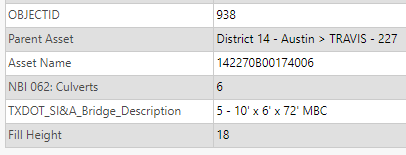 OBJECTID 938
Parent Asset District 14 - Austin > TRAVIS - 227
Asset Name 142270B00174006
NBI 062: Culverts 6
TXDOT_SI&A_Bridge_Description 5 - 10' x 6' x 72' MBC
Fill Height 18